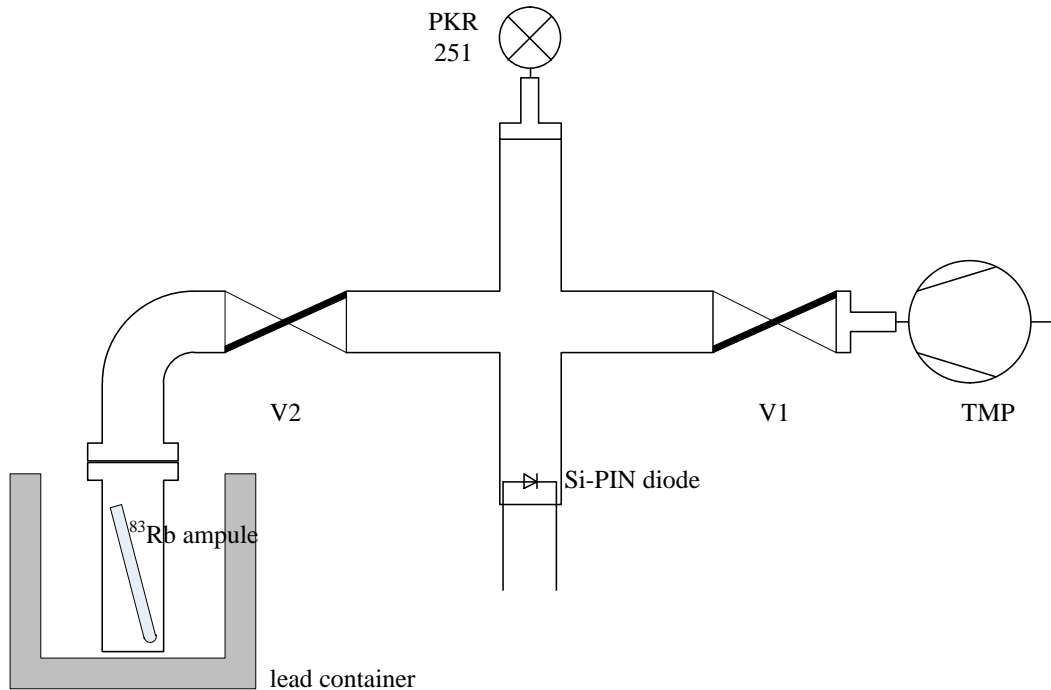 PKR
251
V2
V1
TMP
Si-PIN diode
⁸³Rb ampule
lead container